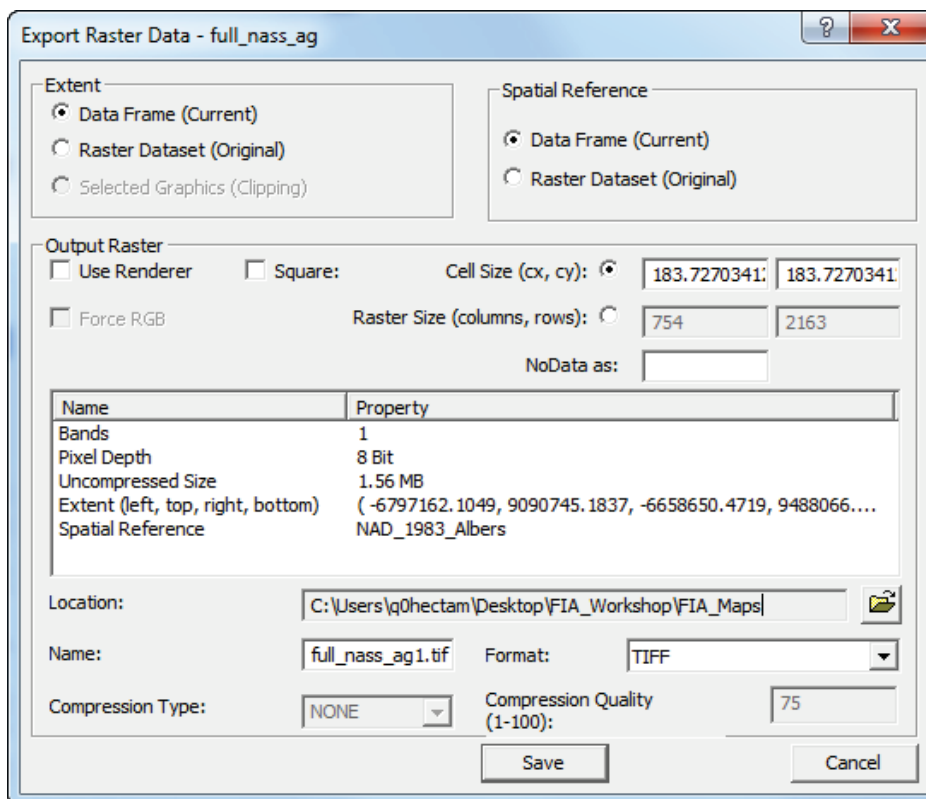 Export Raster Data - full_nass_ag
Extent
Data Frame (Current)
Raster Dataset (Original)
Selected Graphics (Clipping)
Spatial Reference
Data Frame (Current)
Raster Dataset (Original)
Output Raster
Use Renderer Square: Cell Size (cx, cy): 183.72703412 183.7270341
Force RGB Raster Size (columns, rows): 754 2163
NoData as:
Name Property
Bands 1
Pixel Depth 8 Bit
Uncompressed Size 1.56 MB
Extent (left, top, right, bottom) ( -6797162.1049, 9090745.1837, -6658650.4719, 9488066....
Spatial Reference NAD_1983_Albers
Location: C:\Users\q0hectam\Desktop\FIA_Workshop\FIA_Maps
Name: full_nass_ag1.tif Format: TIFF
Compression Type: NONE Compression Quality 75
(1-100):
Save Cancel